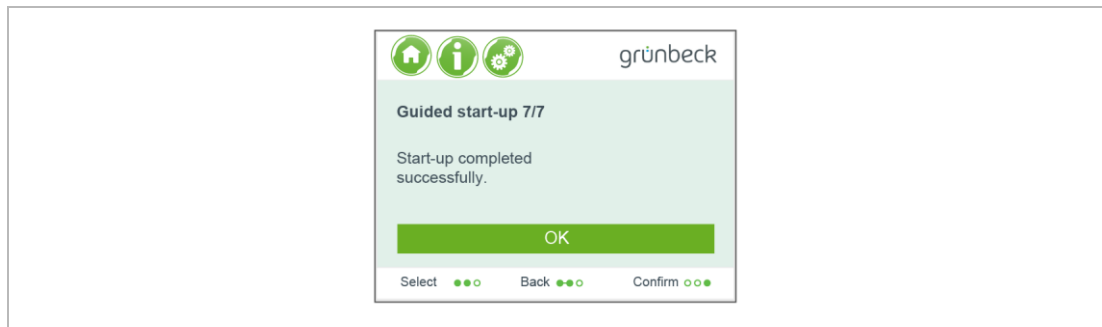 grünbeck
Guided start-up 7/7
Start-up completed
successfully.
OK
Select Back Confirm